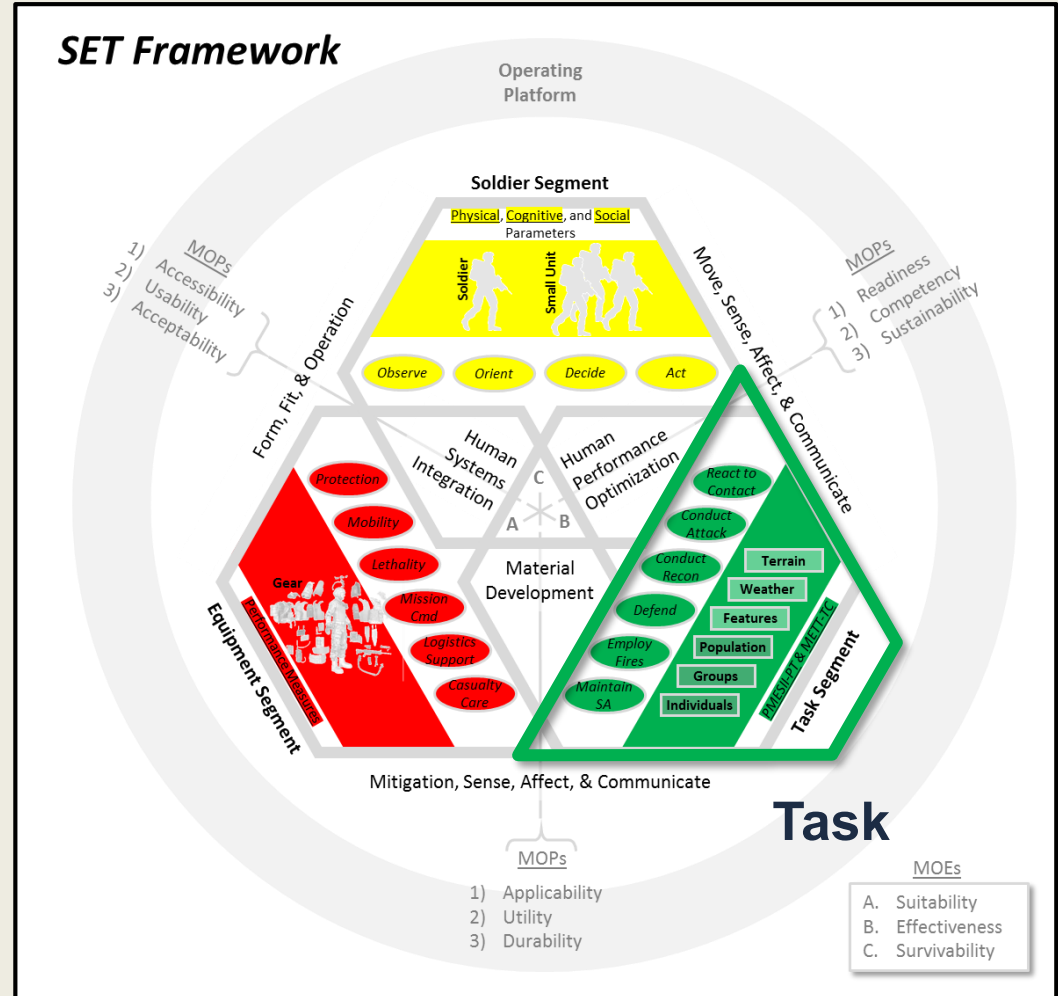 SET Framework
Operating
Platform
Soldier Segment
Physical, Cognitive, and Social
Parameters
Soldier
Small Unit
Observe
Orient
Decide
Act
MOPs
1) Accessibility
2) Usability
3) Acceptability
Form, Fit, & Operation
Move, Sense, Affect, & Communicate
MOPs
1) Readiness
2) Competency
3) Sustainability
Human
Systems
Integration
Human
Performance
Optimization
C
A
B
Material
Development
Protection
Mobility
Lethality
Mission
Cmd
Logistics
Support
Casualty
Care
Gear
Performance Measures
Equipment Segment
React to
Contact
Conduct
Attack
Conduct
Recon
Defend
Employ
Fires
Maintain
SA
Terrain
Weather
Features
Population
Groups
Individuals
PMESII-PT & METT-TC
Task Segment
Mitigation, Sense, Affect, & Communicate
Task
MOPs
1) Applicability
2) Utility
3) Durability
MOEs
A. Suitability
B. Effectiveness
C. Survivability